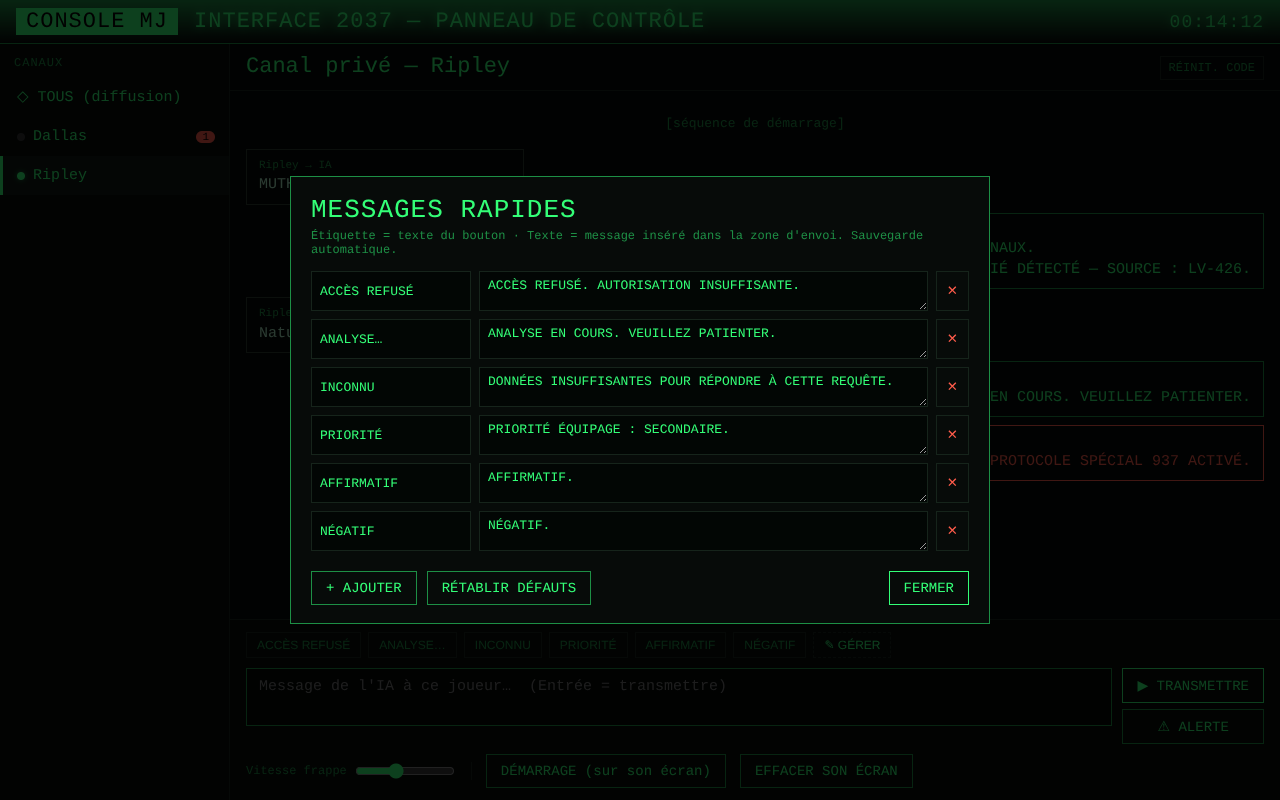 CONSOLE MJ INTERFACE 2037 — PANNEAU DE CONTRÔLE 00:14:12
CANAUX
◇ TOUS (diffusion)
Dallas 1
Ripley
Canal privé — Ripley RÉINIT. CODE
[séquence de démarrage]
Ripley → IA
MUTH
NAUX.
IÉ DÉTECTÉ — SOURCE : LV-426.
Riple
Natu
EN COURS. VEUILLEZ PATIENTER.
PROTOCOLE SPÉCIAL 937 ACTIVÉ.
MESSAGES RAPIDES
Étiquette = texte du bouton · Texte = message inséré dans la zone d'envoi. Sauvegarde
automatique.
ACCÈS REFUSÉ ACCÈS REFUSÉ. AUTORISATION INSUFFISANTE. ✕
ANALYSE… ANALYSE EN COURS. VEUILLEZ PATIENTER. ✕
INCONNU DONNÉES INSUFFISANTES POUR RÉPONDRE À CETTE REQUÊTE. ✕
PRIORITÉ PRIORITÉ ÉQUIPAGE : SECONDAIRE. ✕
AFFIRMATIF AFFIRMATIF. ✕
NÉGATIF NÉGATIF. ✕
+ AJOUTER RÉTABLIR DÉFAUTS FERMER
ACCÈS REFUSÉ ANALYSE… INCONNU PRIORITÉ AFFIRMATIF NÉGATIF ✎ GÉRER
Message de l'IA à ce joueur… (Entrée = transmettre)
▶ TRANSMETTRE
⚠ ALERTE
Vitesse frappe DÉMARRAGE (sur son écran) EFFACER SON ÉCRAN